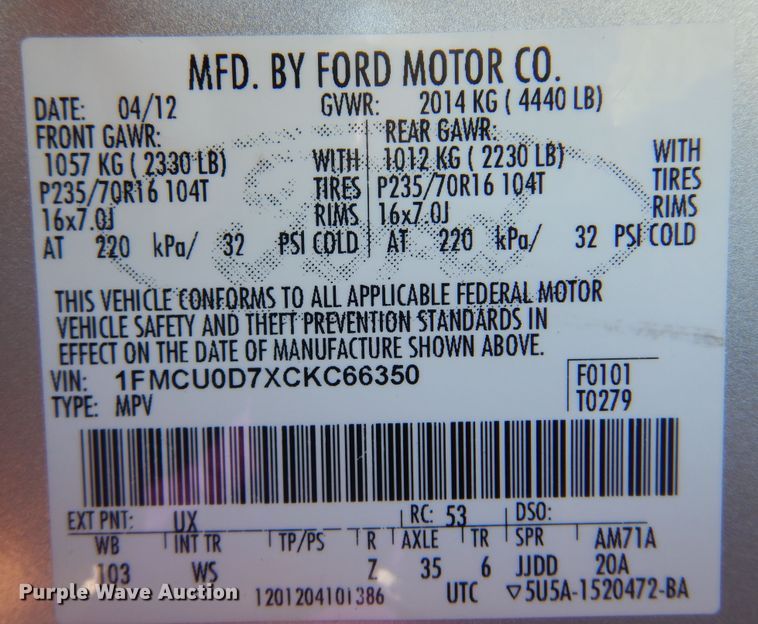 MFD. BY FORD MOTOR CO.
DATE: 04/12 GVWR: 2014 KG ( 4440 LB)
FRONT GAWR: REAR GAWR:
1057 KG ( 2330 LB) WITH 1012 KG ( 2230 LB) WITH
P235/70R16 104T TIRES P235/70R16 104T TIRES
16x7.0J RIMS 16x7.0J RIMS
AT 220 kPa/ 32 PSI COLD AT 220 kPa/ 32 PSI COLD
THIS VEHICLE CONFORMS TO ALL APPLICABLE FEDERAL MOTOR
VEHICLE SAFETY AND THEFT PREVENTION STANDARDS IN
EFFECT ON THE DATE OF MANUFACTURE SHOWN ABOVE.
VIN: 1FMCU0D7XCKC66350 F0101
TYPE: MPV T0279
EXT PNT: UX RC: 53 DSO:
WB INT TR TP/PS R AXLE TR SPR AM71A
103 WS Z 35 6 JJDD 20A
Purple Wave Auction 1201204101386 UTC ▽5U5A-1520472-BA